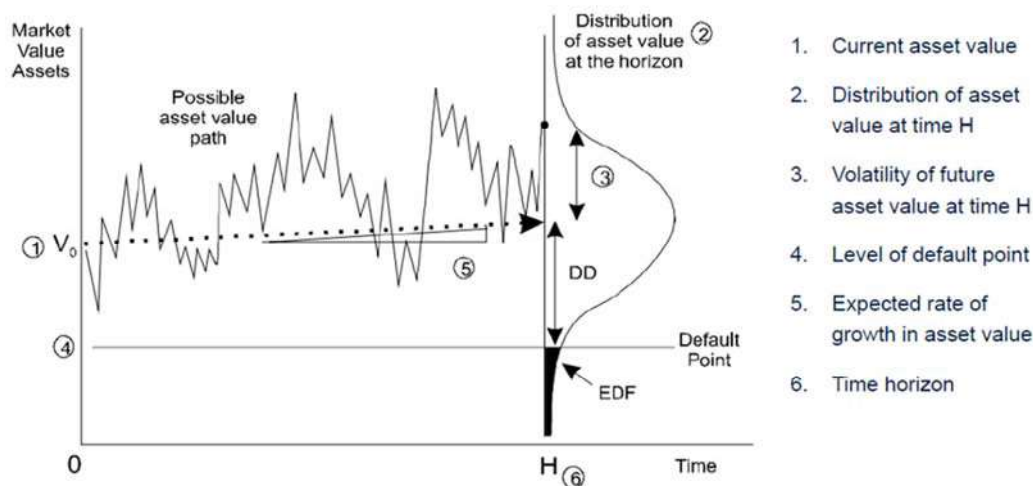 Market
Value
Assets
Possible
asset value
path
Distribution
of asset value ②
at the horizon
③
① V₀
⑤
DD
④
Default
Point
EDF
0
H ⑥
Time
1. Current asset value
2. Distribution of asset
value at time H
3. Volatility of future
asset value at time H
4. Level of default point
5. Expected rate of
growth in asset value
6. Time horizon